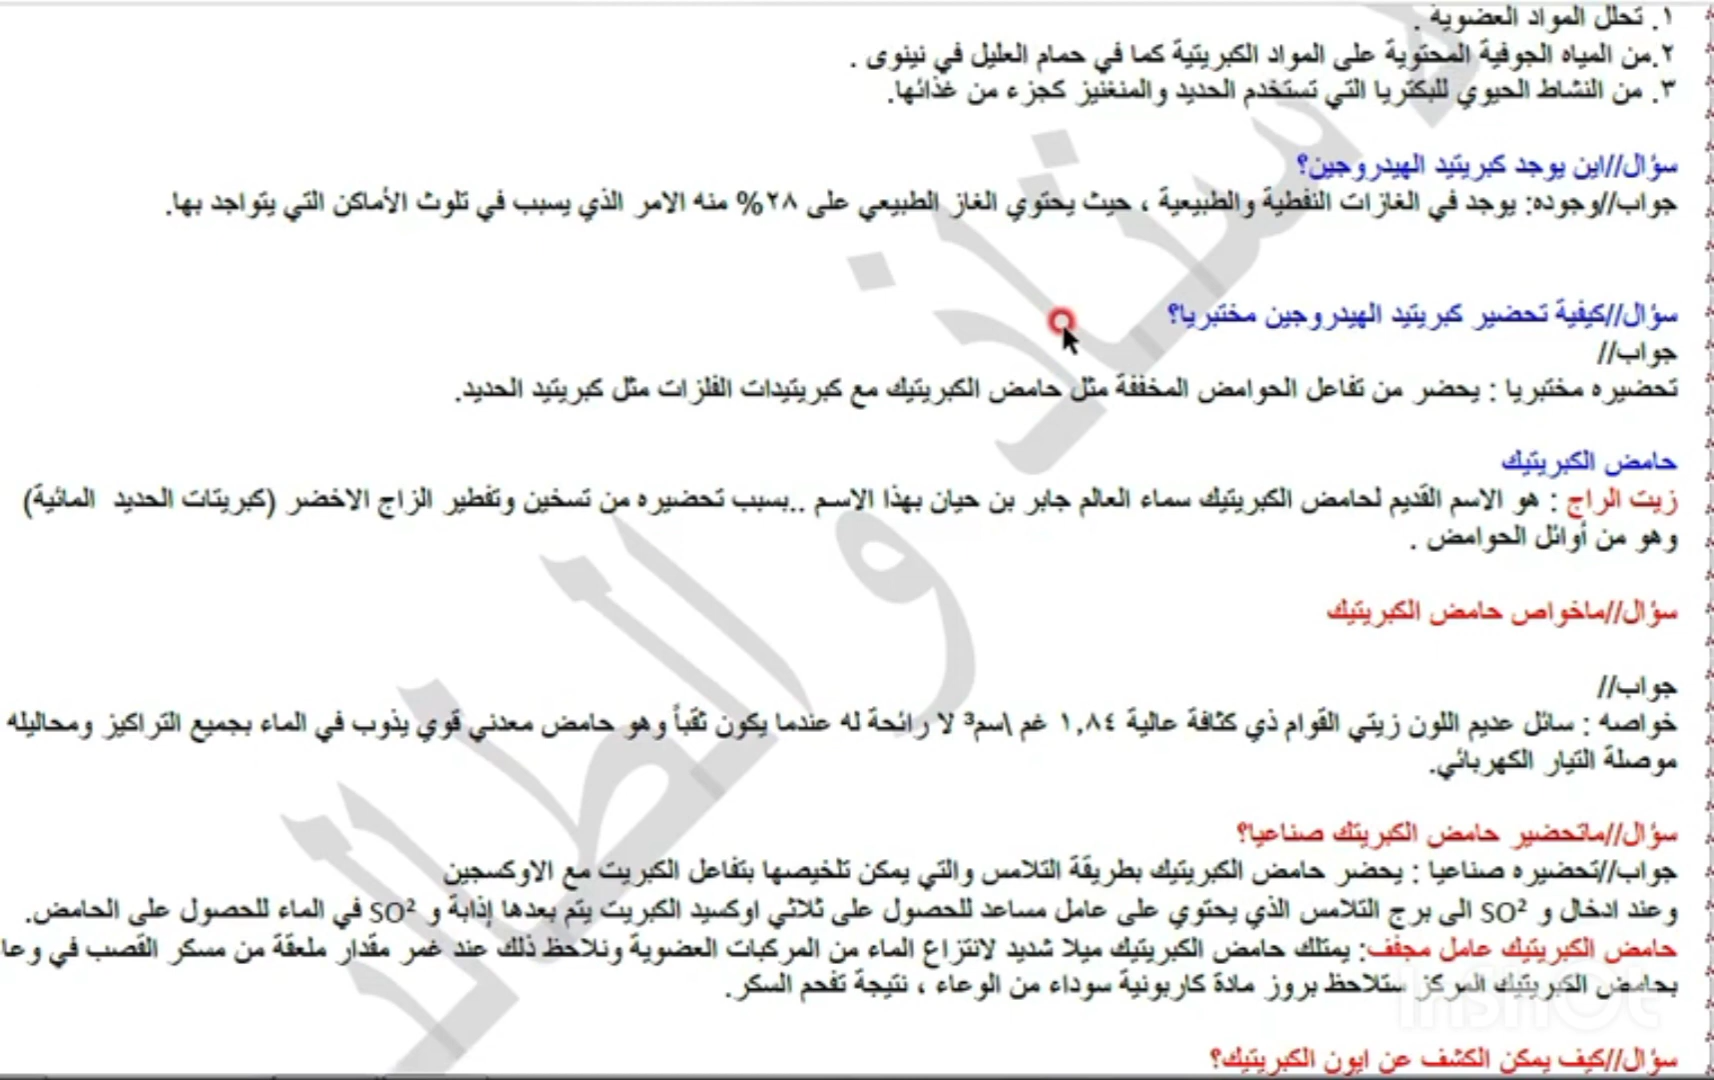 ١. تحلل المواد العضوية .
٢.من المياه الجوفية المحتوية على المواد الكبريتية كما في حمام العليل في نينوى .
٣. من النشاط الحيوي للبكتريا التي تستخدم الحديد والمنغنيز كجزء من غذائها.
سؤال//اين يوجد كبريتيد الهيدروجين؟
جواب//وجوده: يوجد في الغازات النفطية والطبيعية ، حيث يحتوي الغاز الطبيعي على ٢٨% منه الامر الذي يسبب في تلوث الأماكن التي يتواجد بها.
سؤال//كيفية تحضير كبريتيد الهيدروجين مختبريا؟
جواب//
تحضيره مختبريا : يحضر من تفاعل الحوامض المخففة مثل حامض الكبريتيك مع كبريتيدات الفلزات مثل كبريتيد الحديد.
حامض الكبريتيك
زيت الراج : هو الاسم القديم لحامض الكبريتيك سماء العالم جابر بن حيان بهذا الاسم ..بسبب تحضيره من تسخين وتفطير الزاج الاخضر (كبريتات الحديد المائية)
وهو من أوائل الحوامض .
سؤال//ماخواص حامض الكبريتيك
جواب//
خواصه : سائل عديم اللون زيتي القوام ذي كثافة عالية ١,٨٤ غم \سم³ لا رائحة له عندما يكون نقياً وهو حامض معدني قوي يذوب في الماء بجميع التراكيز ومحاليله
موصلة التيار الكهربائي.
سؤال//ماتحضير حامض الكبريتك صناعيا؟
جواب//تحضيره صناعيا : يحضر حامض الكبريتيك بطريقة التلامس والتي يمكن تلخيصها بتفاعل الكبريت مع الاوكسجين
وعند ادخال و SO² الى برج التلامس الذي يحتوي على عامل مساعد للحصول على ثلاثي اوكسيد الكبريت يتم بعدها إذابة و SO² في الماء للحصول على الحامض.
حامض الكبريتيك عامل مجفف: يمتلك حامض الكبريتيك ميلا شديد لانتزاع الماء من المركبات العضوية ونلاحظ ذلك عند غمر مقدار ملعقة من مسكر القصب في وعا
بحامض الكبريتيك المركز ستلاحظ بروز مادة كاربونية سوداء من الوعاء ، نتيجة تفحم السكر.
سؤال//كيف يمكن الكشف عن ايون الكبريتيك؟
InShOt